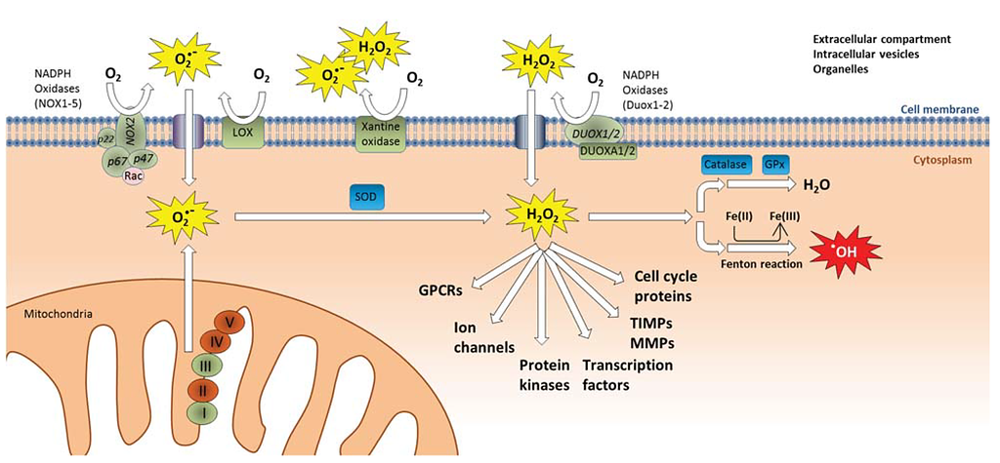 Extracellular compartment
Intracellular vesicles
Organelles
NADPH
Oxidases
(NOX1-5)
O2
O2•-
O2
O2•-
H2O2
O2
H2O2
O2
NADPH
Oxidases
(Duox1-2)
Cell membrane
Cytoplasm
p22
NOX2
p67
p47
Rac
LOX
Xantine
oxidase
DUOX1/2
DUOXA1/2
O2•-
SOD
H2O2
Catalase
GPx
H2O
Fe(II)
Fe(III)
Fenton reaction
•OH
GPCRs
Ion
channels
Protein
kinases
Transcription
factors
TIMPs
MMPs
Cell cycle
proteins
Mitochondria
V
IV
III
II
I